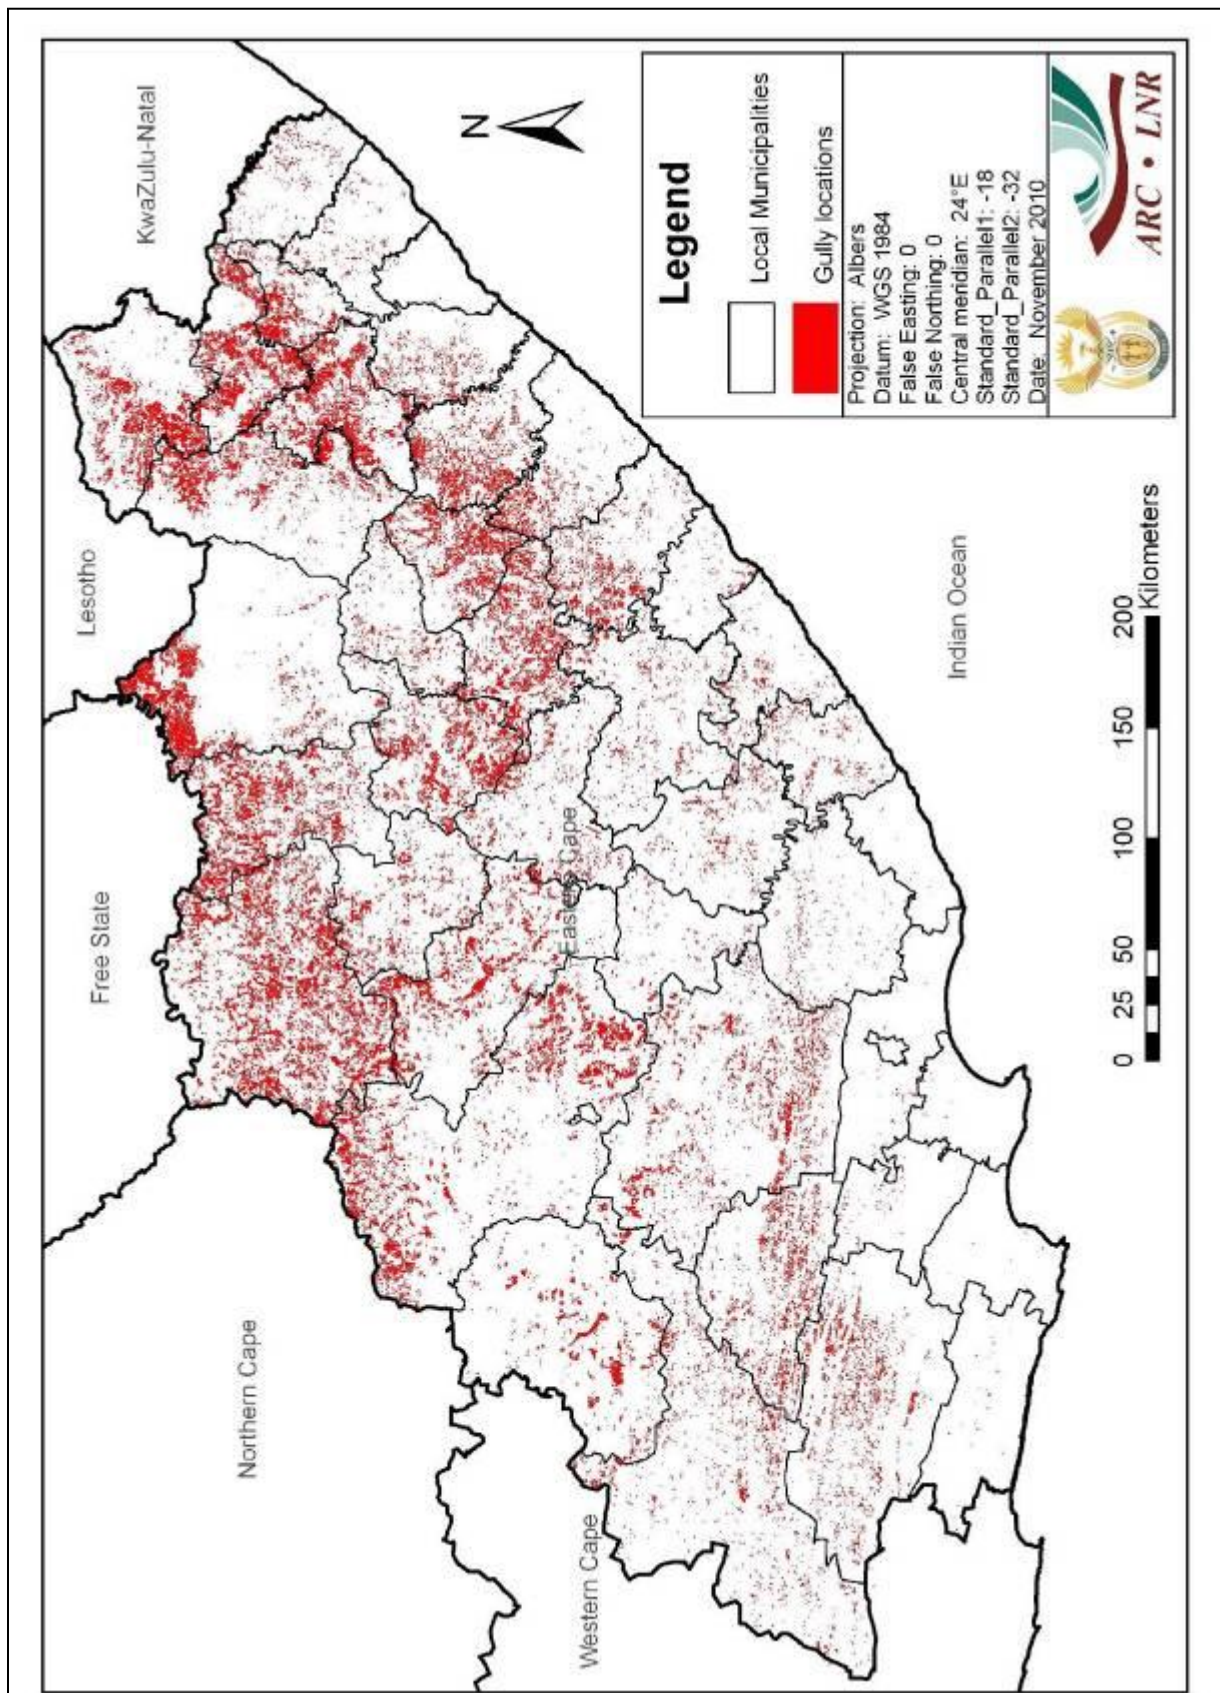 KwaZulu-Natal
Lesotho
Free State
Northern Cape
Western Cape
Eastern Cape
Indian Ocean
N
0 25 50 100 150 200
Kilometers
Legend
Local Municipalities
Gully locations
Projection: Albers
Datum: WGS 1984
False Easting: 0
False Northing: 0
Central meridian: 24°E
Standard_Parallel1: -18
Standard_Parallel2: -32
Date: November 2010
ARC • LNR